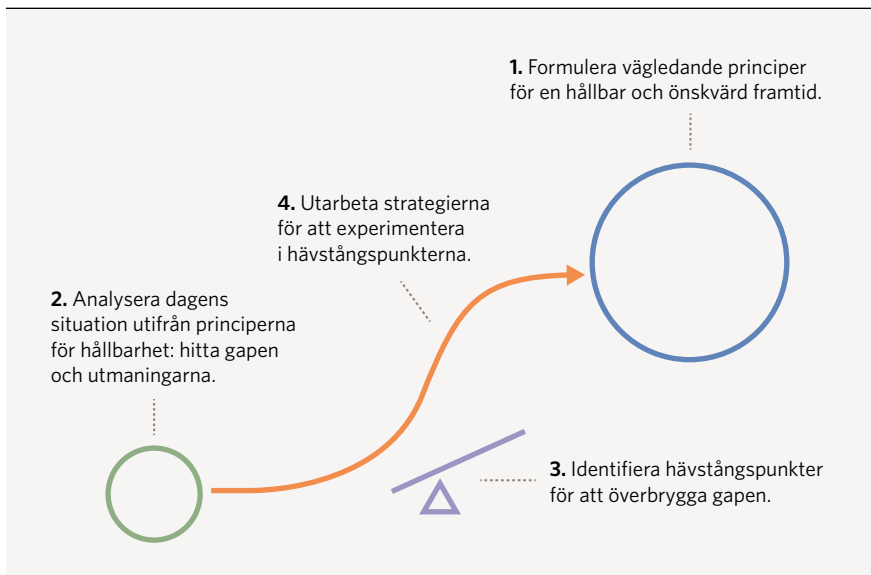 1. Formulera vägledande principer
för en hållbar och önskvärd framtid.
4. Utarbeta strategierna
för att experimentera
i hävstångspunkterna.
2. Analysera dagens
situation utifrån principerna
för hållbarhet: hitta gapen
och utmaningarna.
3. Identifiera hävstångspunkter
för att överbrygga gapen.